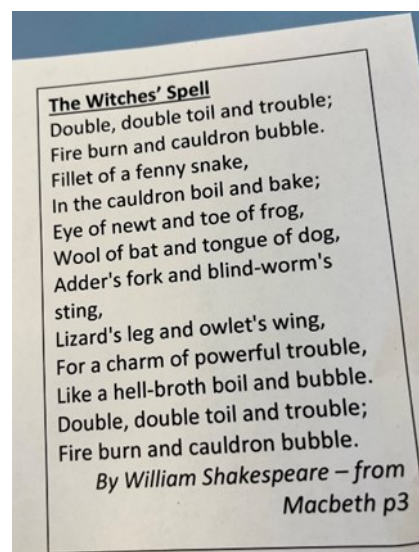 The Witches' Spell
Double, double toil and trouble;
Fire burn and cauldron bubble.
Fillet of a fenny snake,
In the cauldron boil and bake;
Eye of newt and toe of frog,
Wool of bat and tongue of dog,
Adder's fork and blind-worm's
sting,
Lizard's leg and owlet's wing,
For a charm of powerful trouble,
Like a hell-broth boil and bubble.
Double, double toil and trouble;
Fire burn and cauldron bubble.
By William Shakespeare – from
Macbeth p3